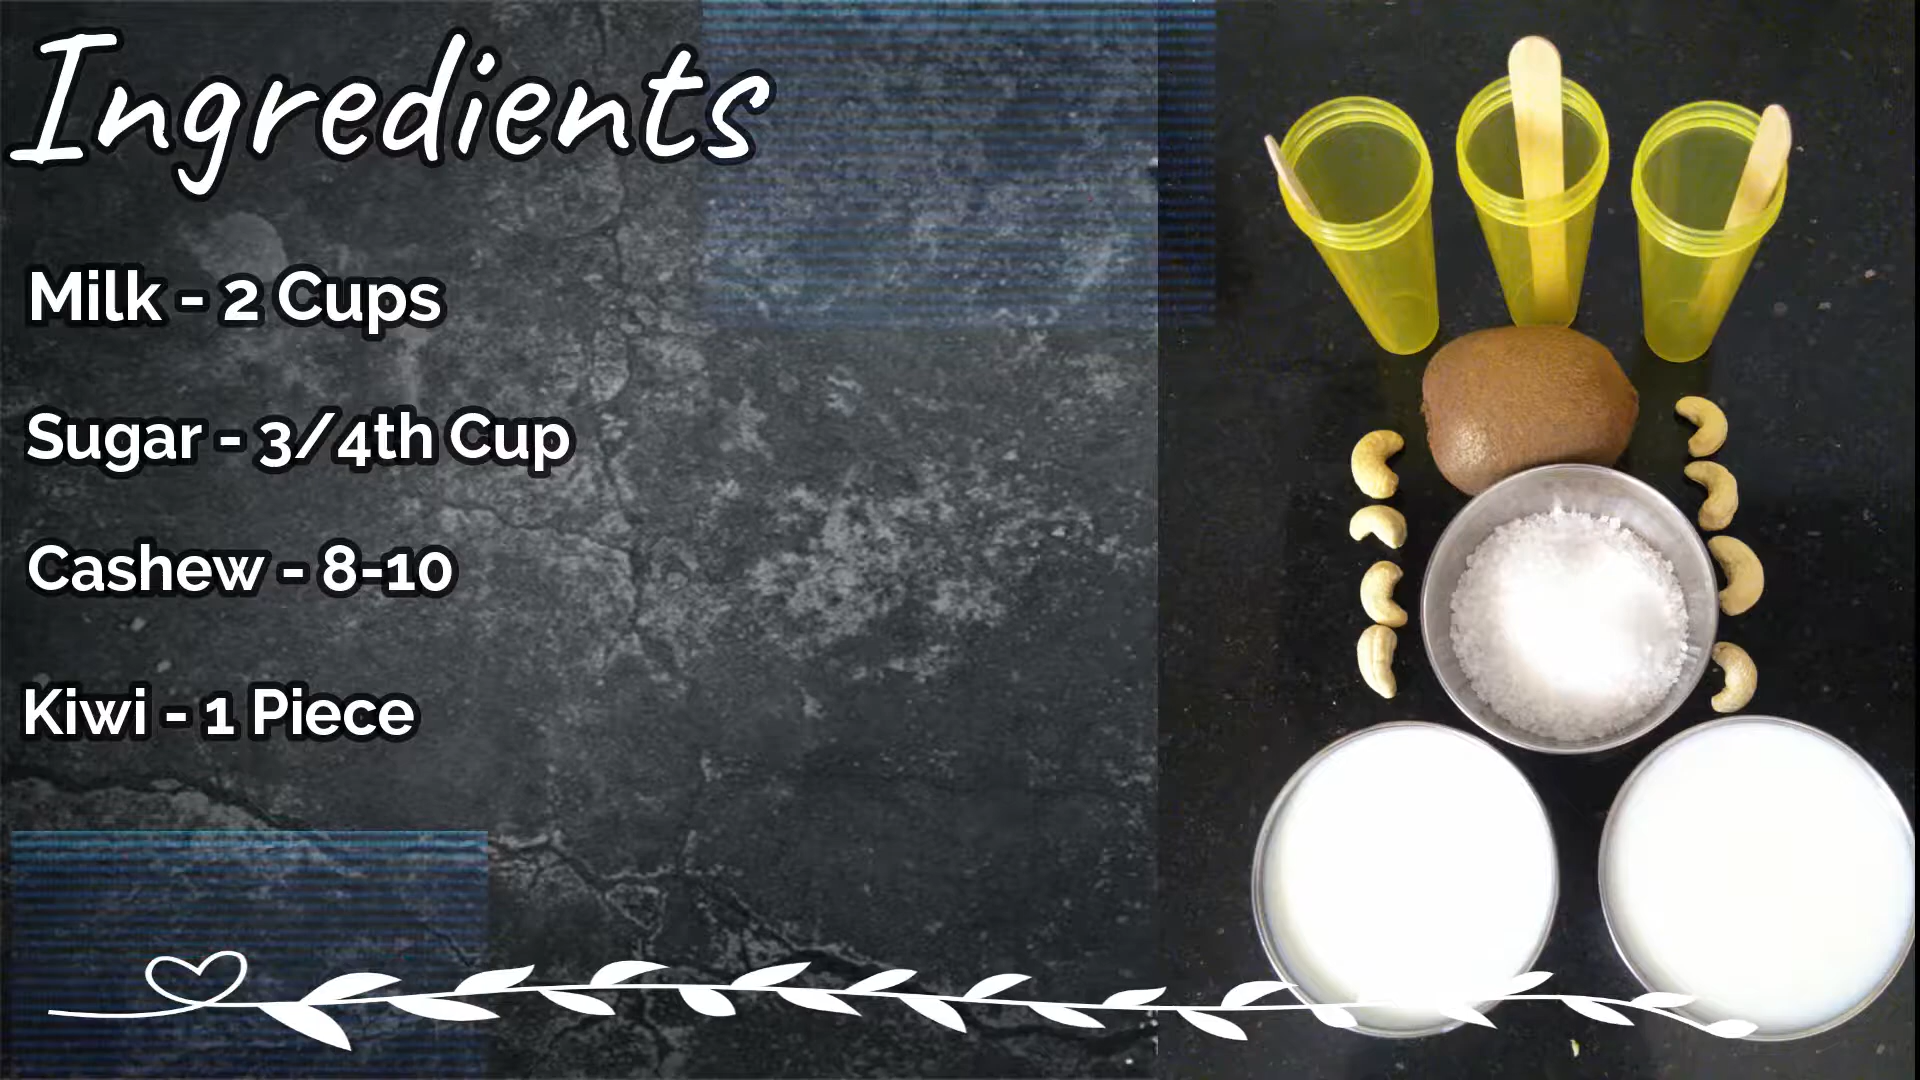 Ingredients
Milk - 2 Cups
Sugar - 3/4th Cup
Cashew - 8-10
Kiwi - 1 Piece